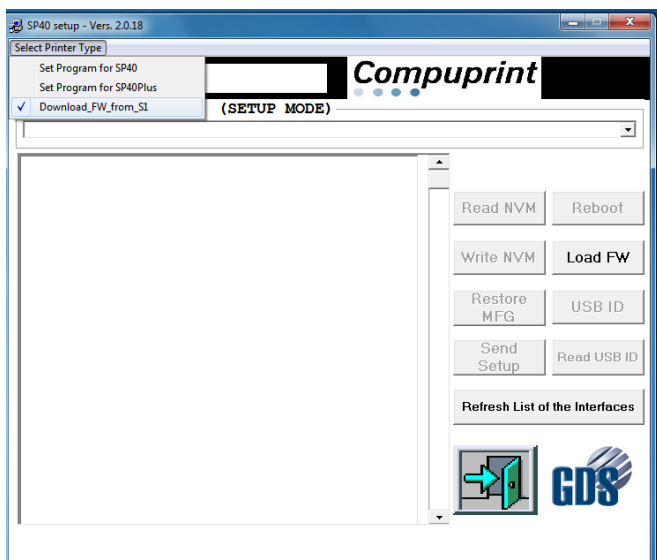 SP40 setup - Vers. 2.0.18
Select Printer Type
Set Program for SP40
Set Program for SP40Plus
Download_FW_from_S1
Compuprint
(SETUP MODE)
Read NVM
Reboot
Write NVM
Load FW
Restore
MFG
USB ID
Send
Setup
Read USB ID
Refresh List of the Interfaces
GDS